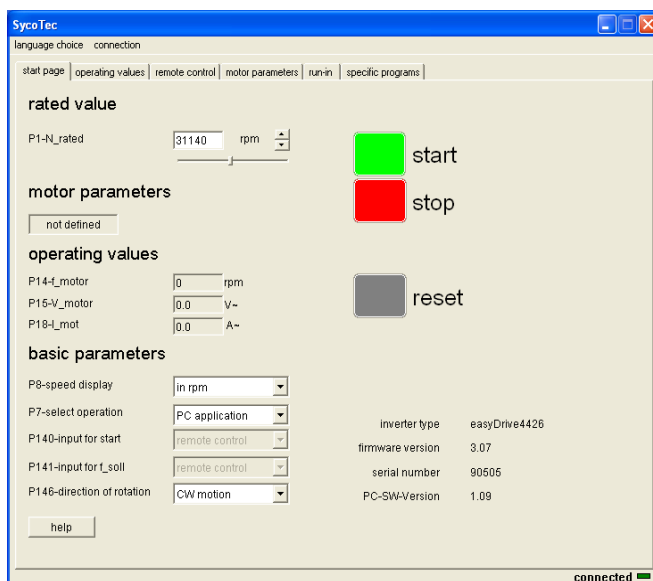 SycoTec
language choice connection
start page operating values remote control motor parameters run-in specific programs
rated value
P1-N_rated 31140 rpm
start
motor parameters
stop
not defined
operating values
P14-f_motor 0 rpm
P15-V_motor 0.0 V~
reset
P18-I_mot 0.0 A~
basic parameters
P8-speed display in rpm
P7-select operation PC application
inverter type easyDrive4426
P140-input for start remote control
firmware version 3.07
P141-input for f_soll remote control
serial number 90505
P146-direction of rotation CW motion
PC-SW-Version 1.09
help
connected